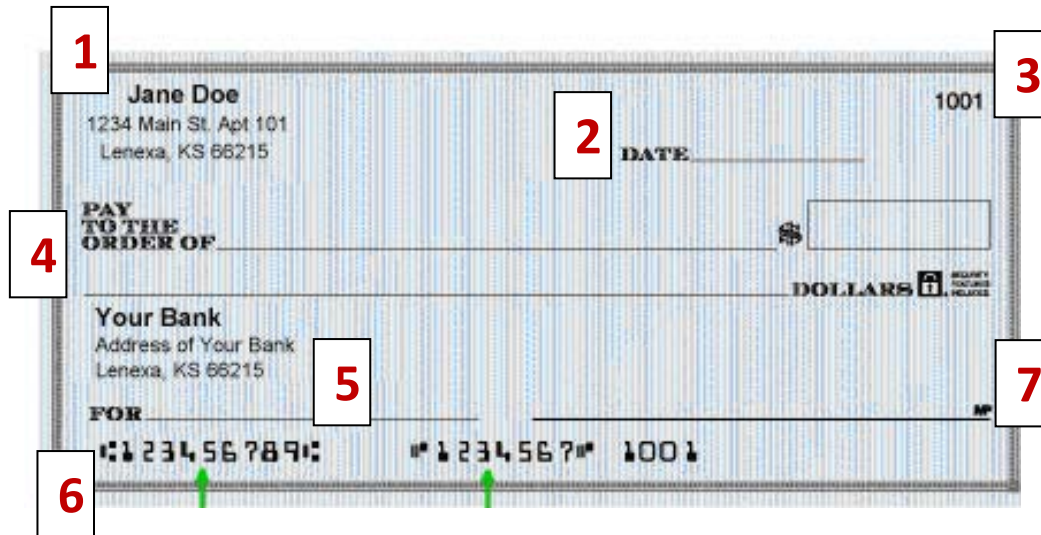 1
3
Jane Doe
1001
1234 Main St. Apt 101
2
Lenexa, KS 66215
DATE
PAY
TO THE
ORDER OF
$
4
DOLLARS
SECURITY
FEATURES
Your Bank
Address of Your Bank
Lenexa, KS 66215
5
7
FOR
MP
⑆123456789⑆ ⑈1234567⑈ 1001
6